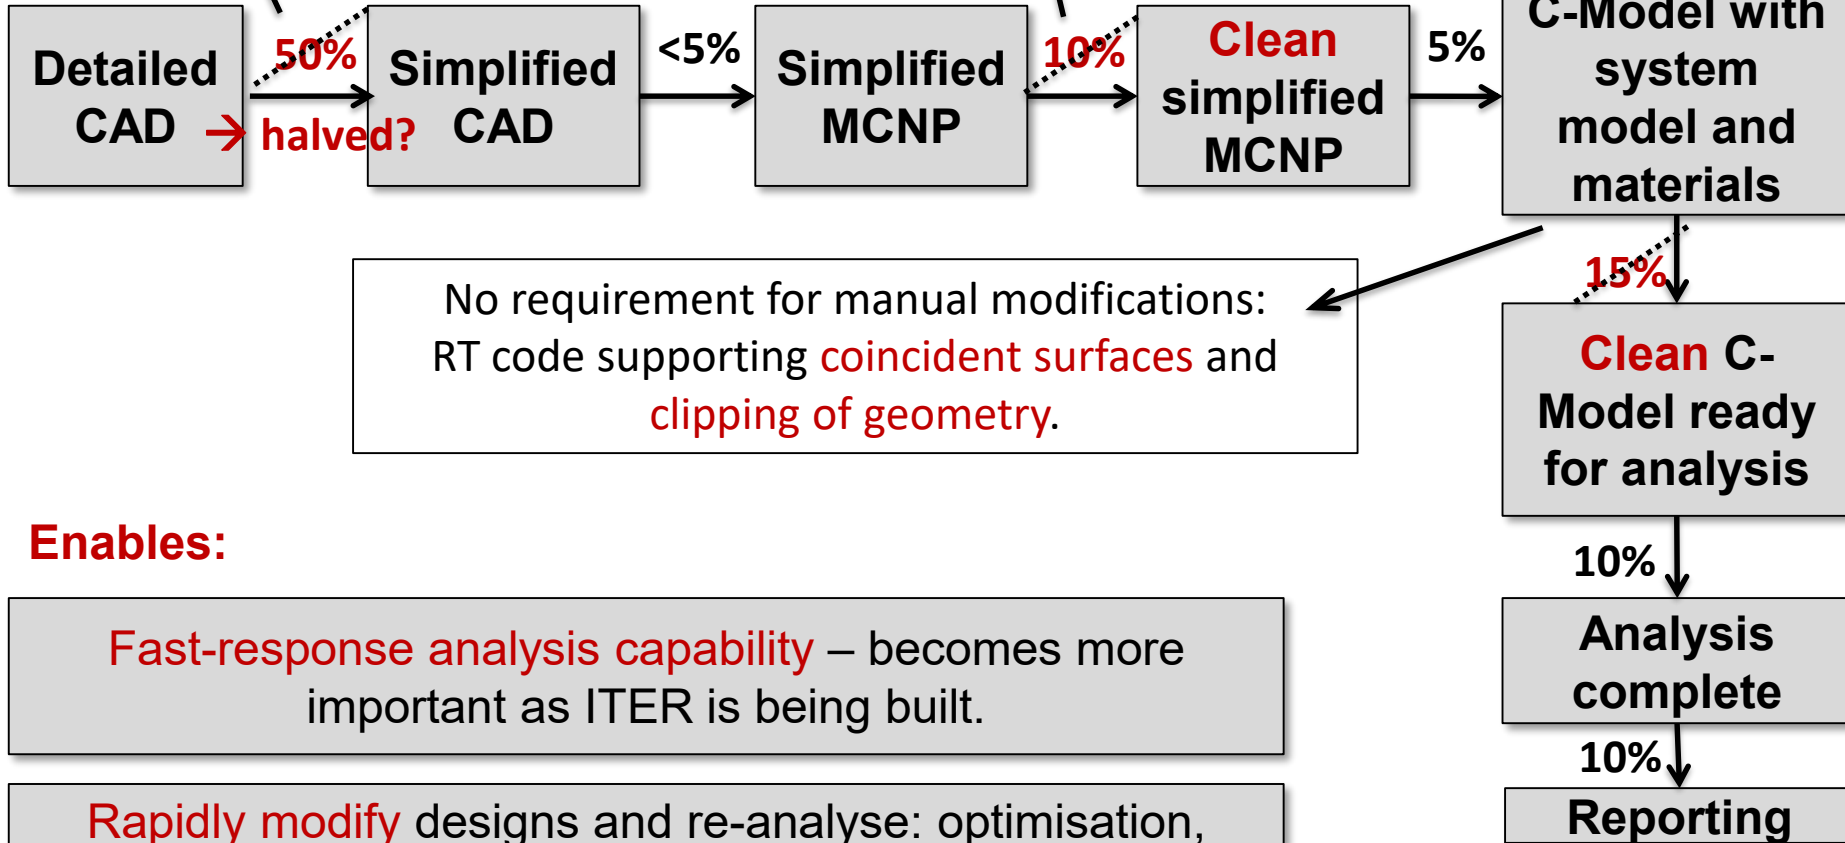 Detailed
CAD
50%
→ halved?
Simplified
CAD
<5%
Simplified
MCNP
10%
Clean
simplified
MCNP
5%
C-Model with
system
model and
materials
15%
No requirement for manual modifications:
RT code supporting coincident surfaces and
clipping of geometry.
Clean C-
Model ready
for analysis
10%
Enables:
Fast-response analysis capability – becomes more
important as ITER is being built.
Analysis
complete
10%
Rapidly modify designs and re-analyse: optimisation,
Reporting